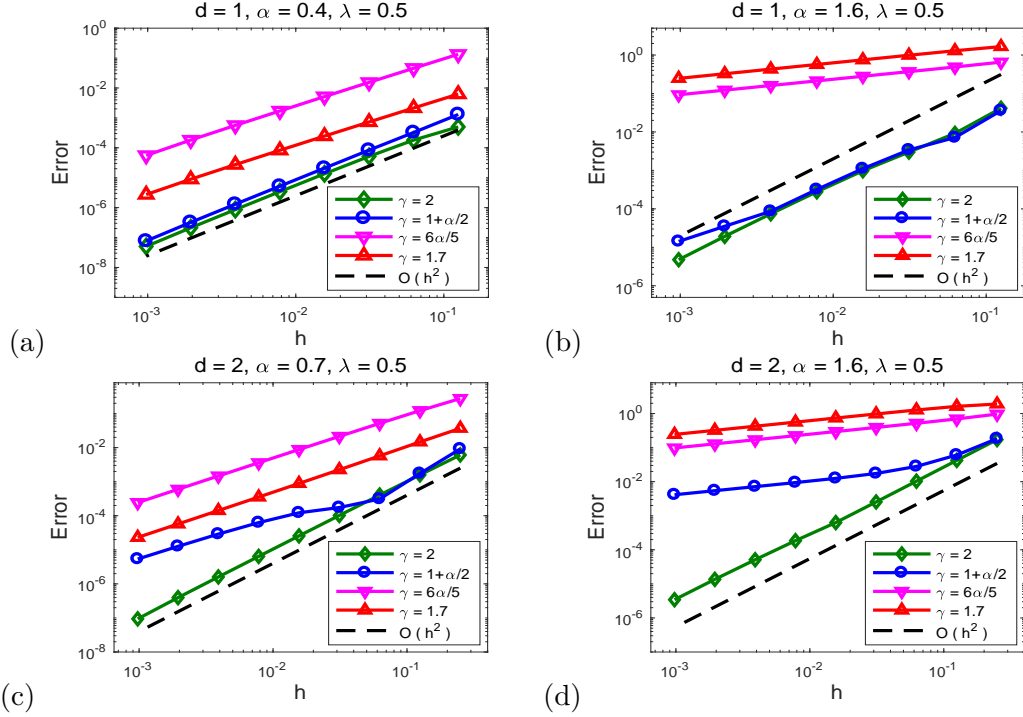 d = 1, α = 0.4, λ = 0.5
10^0
10^-2
10^-4
10^-6
10^-8
Error
γ = 2
γ = 1+α/2
γ = 6α/5
γ = 1.7
O ( h^2 )
10^-3
10^-2
10^-1
h
(a)
d = 1, α = 1.6, λ = 0.5
10^0
10^-2
10^-4
10^-6
Error
γ = 2
γ = 1+α/2
γ = 6α/5
γ = 1.7
O ( h^2 )
10^-3
10^-2
10^-1
h
(b)
d = 2, α = 0.7, λ = 0.5
10^-2
10^-4
10^-6
10^-8
Error
γ = 2
γ = 1+α/2
γ = 6α/5
γ = 1.7
O ( h^2 )
10^-3
10^-2
10^-1
h
(c)
d = 2, α = 1.6, λ = 0.5
10^0
10^-2
10^-4
10^-6
Error
γ = 2
γ = 1+α/2
γ = 6α/5
γ = 1.7
O ( h^2 )
10^-3
10^-2
10^-1
h
(d)